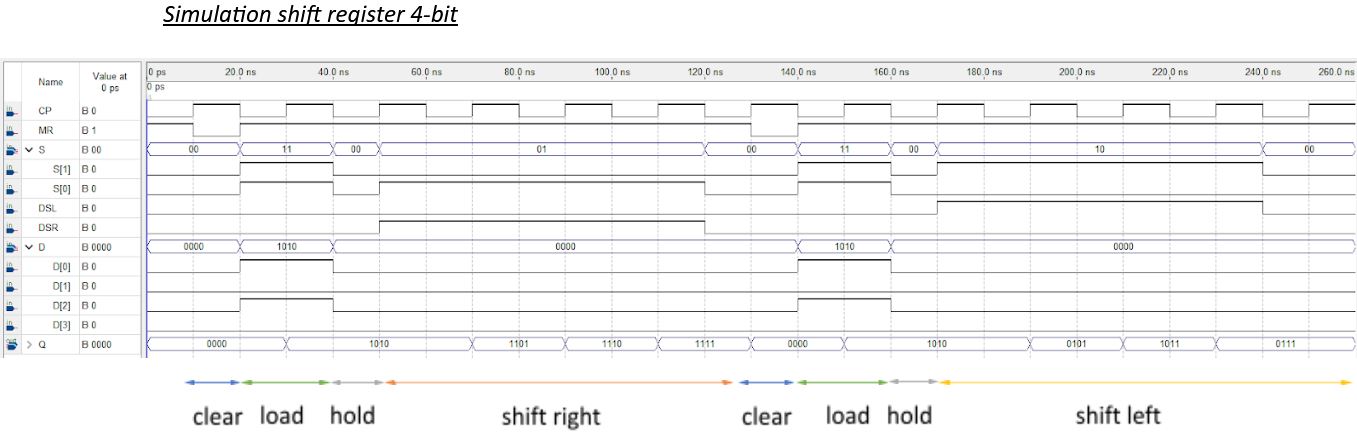 Simulation shift register 4-bit
Name Value at 0 ps 0 ps 20.0 ns 40.0 ns 60.0 ns 80.0 ns 100.0 ns 120.0 ns 140.0 ns 160.0 ns 180.0 ns 200.0 ns 220.0 ns 240.0 ns 260.0 ns
0 ps
CP B 0
MR B 1
S B 00 00 11 00 01 00 11 00 10 00
S[1] B 0
S[0] B 0
DSL B 0
DSR B 0
D B 0000 0000 1010 0000 1010 0000
D[0] B 0
D[1] B 0
D[2] B 0
D[3] B 0
Q B 0000 0000 1010 1101 1110 1111 0000 1010 0101 1011 0111
clear load hold shift right clear load hold shift left